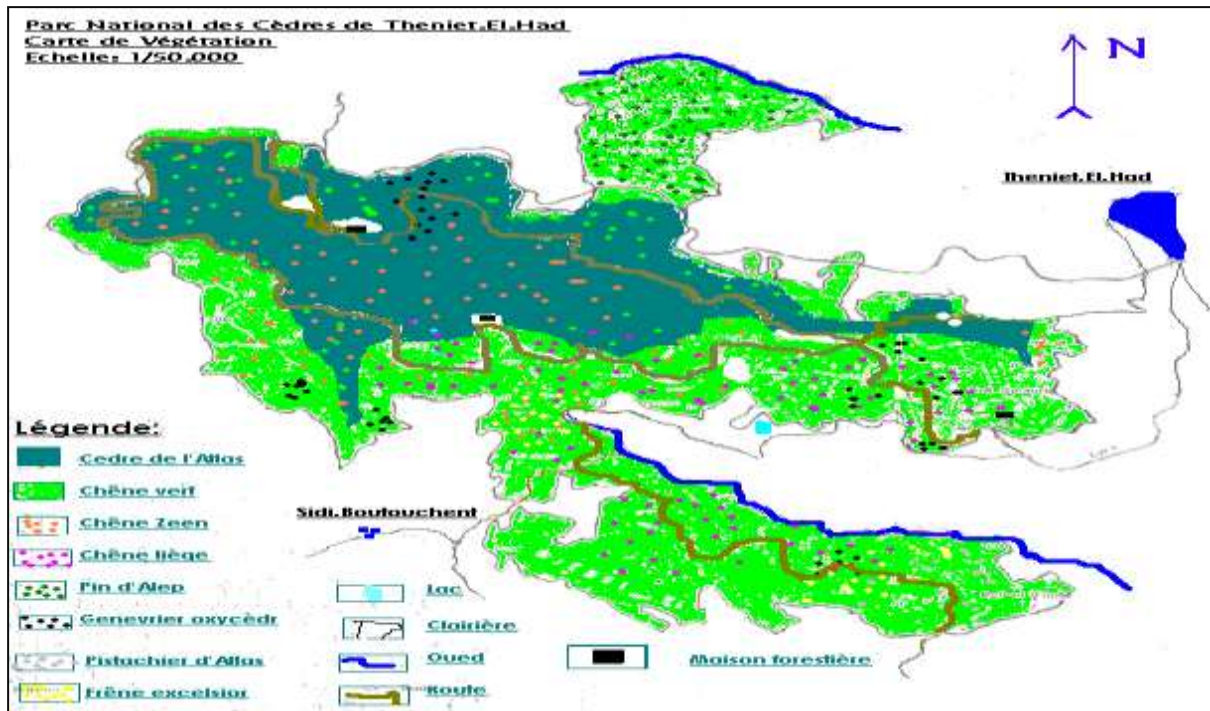 Parc National des Cèdres de Theniet.El.Had
Carte de Végétation
Echelle: 1/50.000
N
Theniet.El.Had
Sidi.Boutouchent
Légende:
Cedre de l'Atlas
Chêne vert
Chêne Zeen
Chêne liège
Pin d'Alep
Genevrier oxycèdr
Pistachier d'Atlas
Frêne excelsior
Lac
Clairière
Oued
Route
Maison forestière